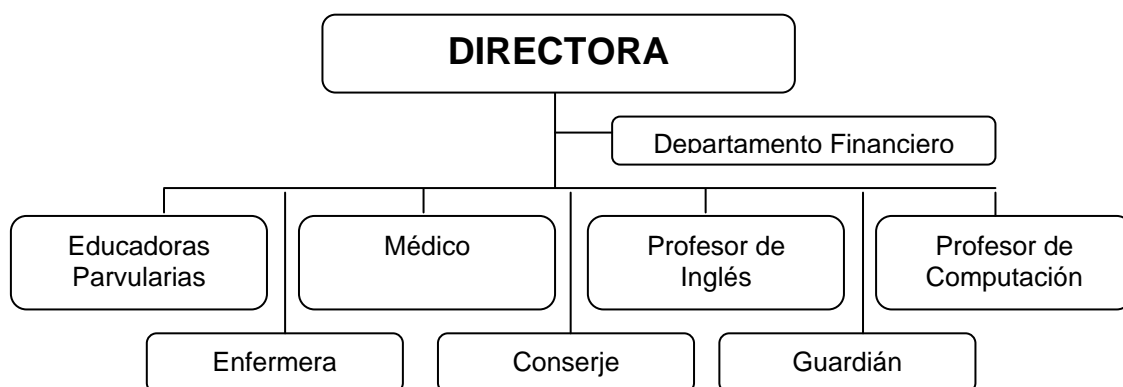 DIRECTORA
Departamento Financiero
Educadoras
Parvularias
Médico
Profesor de
Inglés
Profesor de
Computación
Enfermera
Conserje
Guardián